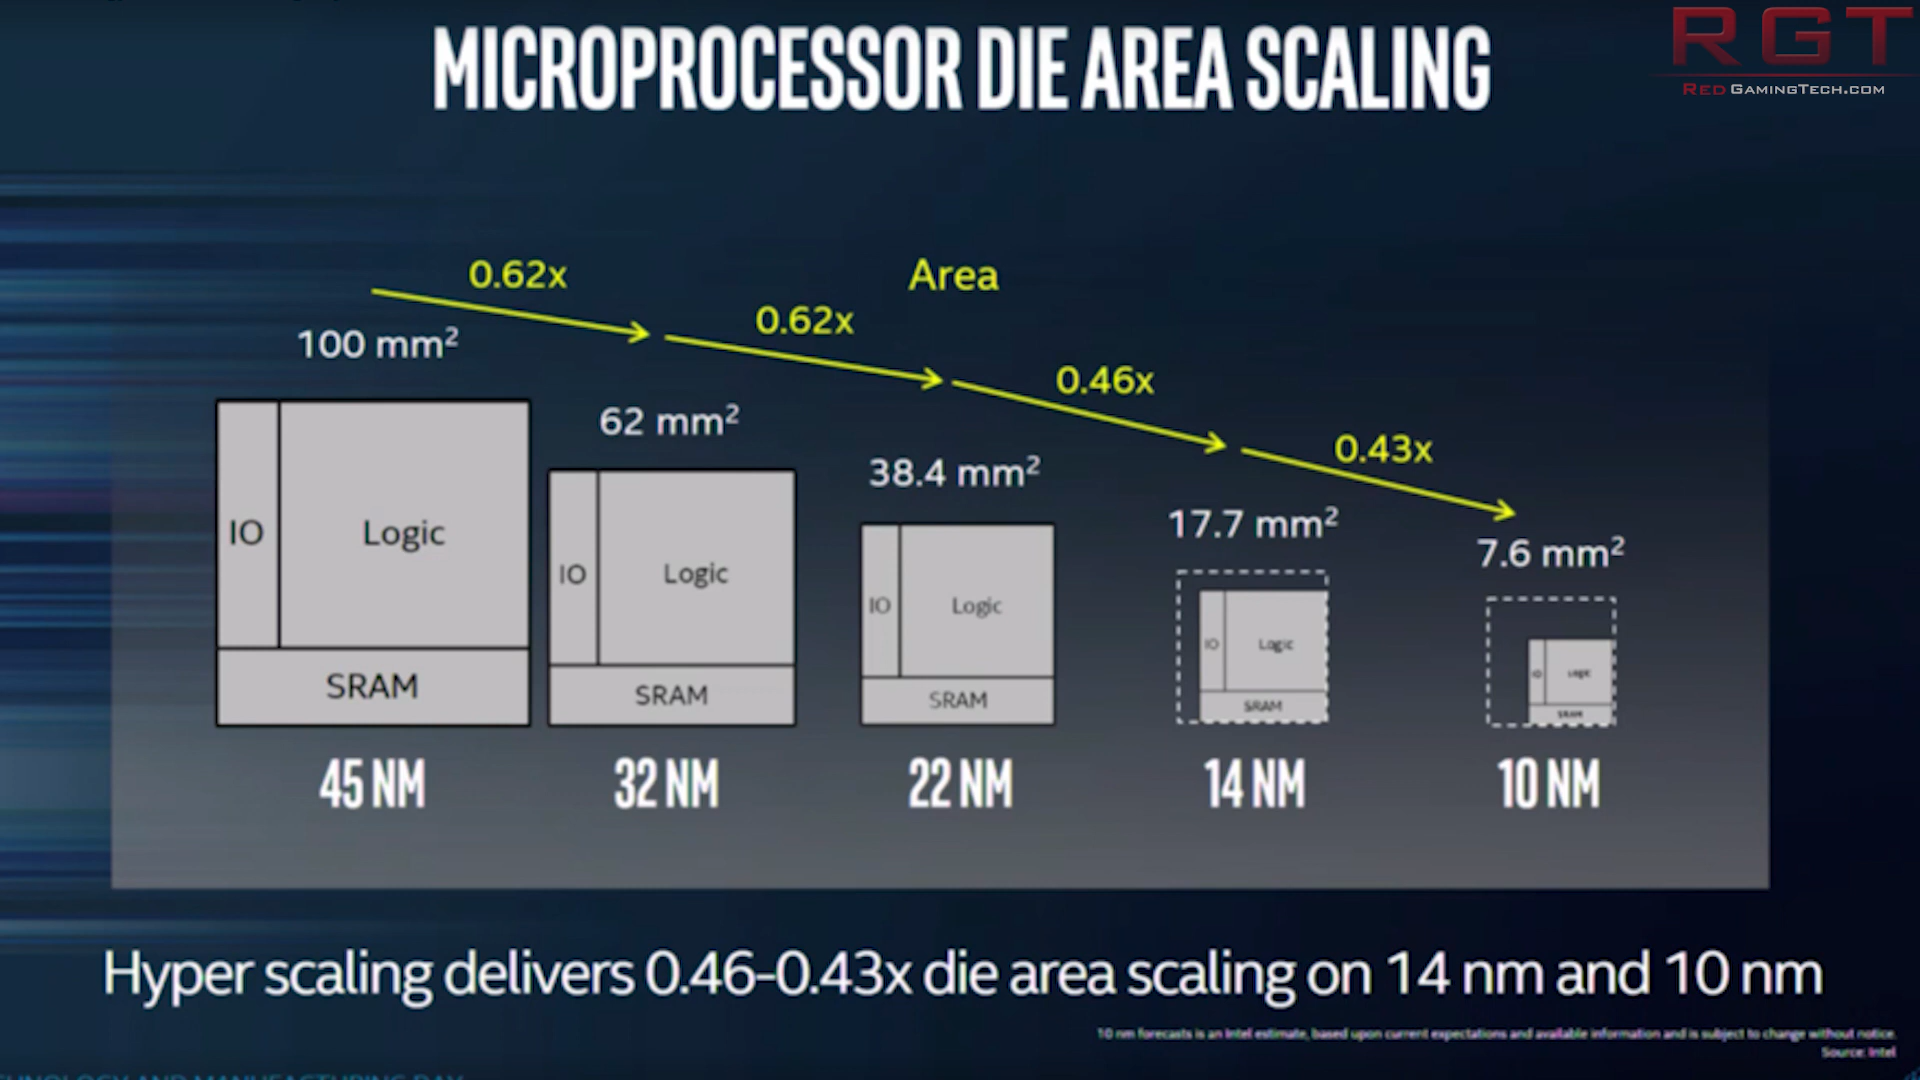 MICROPROCESSOR DIE AREA SCALING
RGT
REDGAMINGTECH.COM
0.62x
Area
0.62x
0.46x
0.43x
100 mm²
62 mm²
38.4 mm²
17.7 mm²
7.6 mm²
IO
Logic
SRAM
IO
Logic
SRAM
IO
Logic
SRAM
IO
Logic
SRAM
IO
Logic
SRAM
45 NM
32 NM
22 NM
14 NM
10 NM
Hyper scaling delivers 0.46-0.43x die area scaling on 14 nm and 10 nm
10 nm forecasts is an Intel estimate, based upon current expectations and available information and is subject to change without notice.
Source: Intel
AND MANUFACTURING DAY